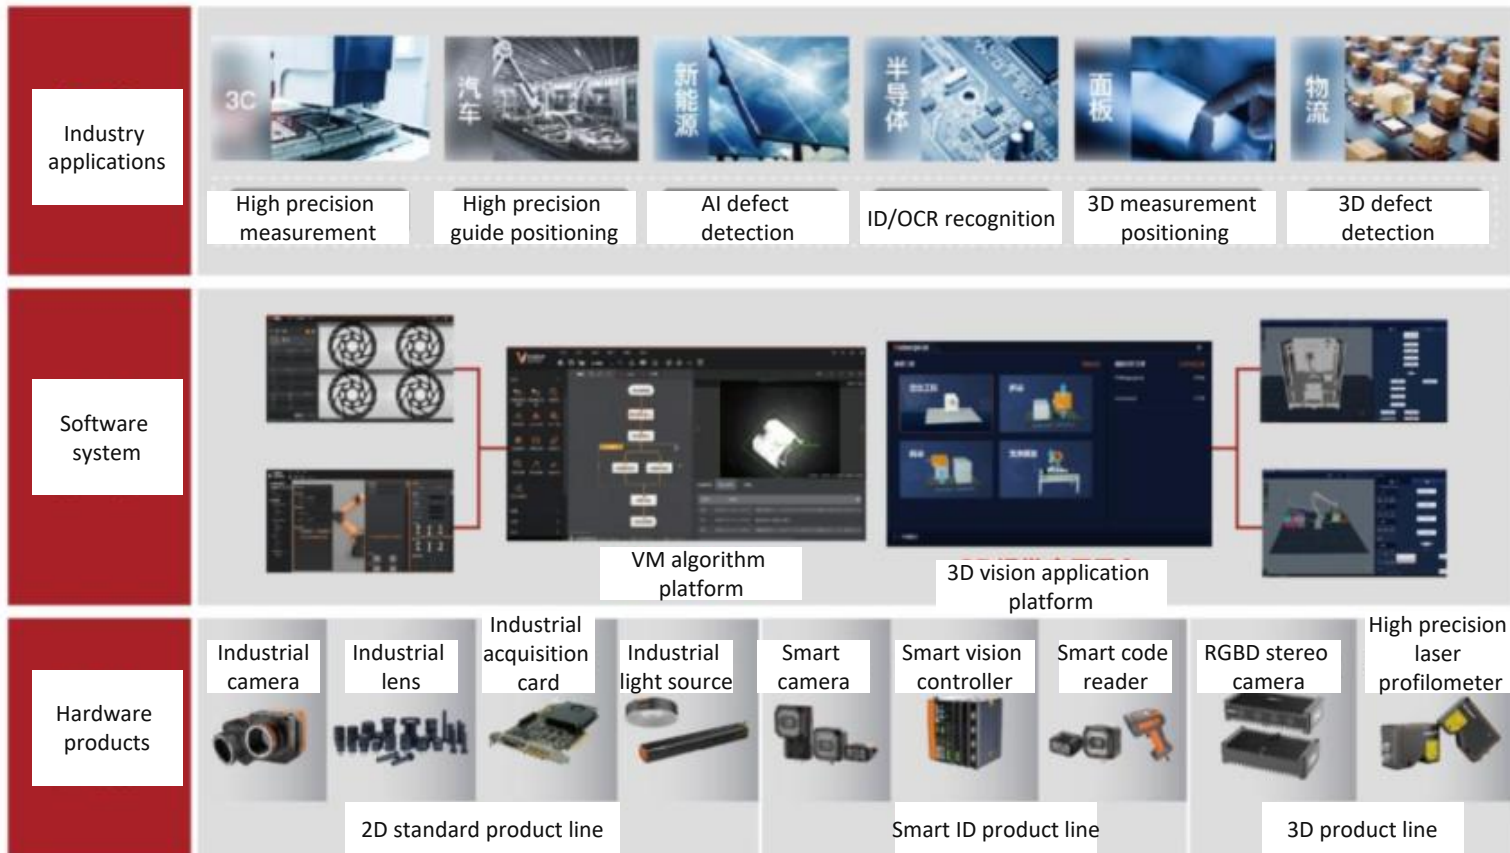 Industry
applications
3C
汽车
新能源
半导体
面板
物流
High precision
measurement
High precision
guide positioning
AI defect
detection
ID/OCR recognition
3D measurement
positioning
3D defect
detection
Software
system
VM algorithm
platform
3D vision application
platform
Hardware
products
Industrial
camera
Industrial
lens
Industrial
acquisition
card
Industrial
light source
Smart
camera
Smart vision
controller
Smart code
reader
RGBD stereo
camera
High precision
laser
profilometer
2D standard product line
Smart ID product line
3D product line